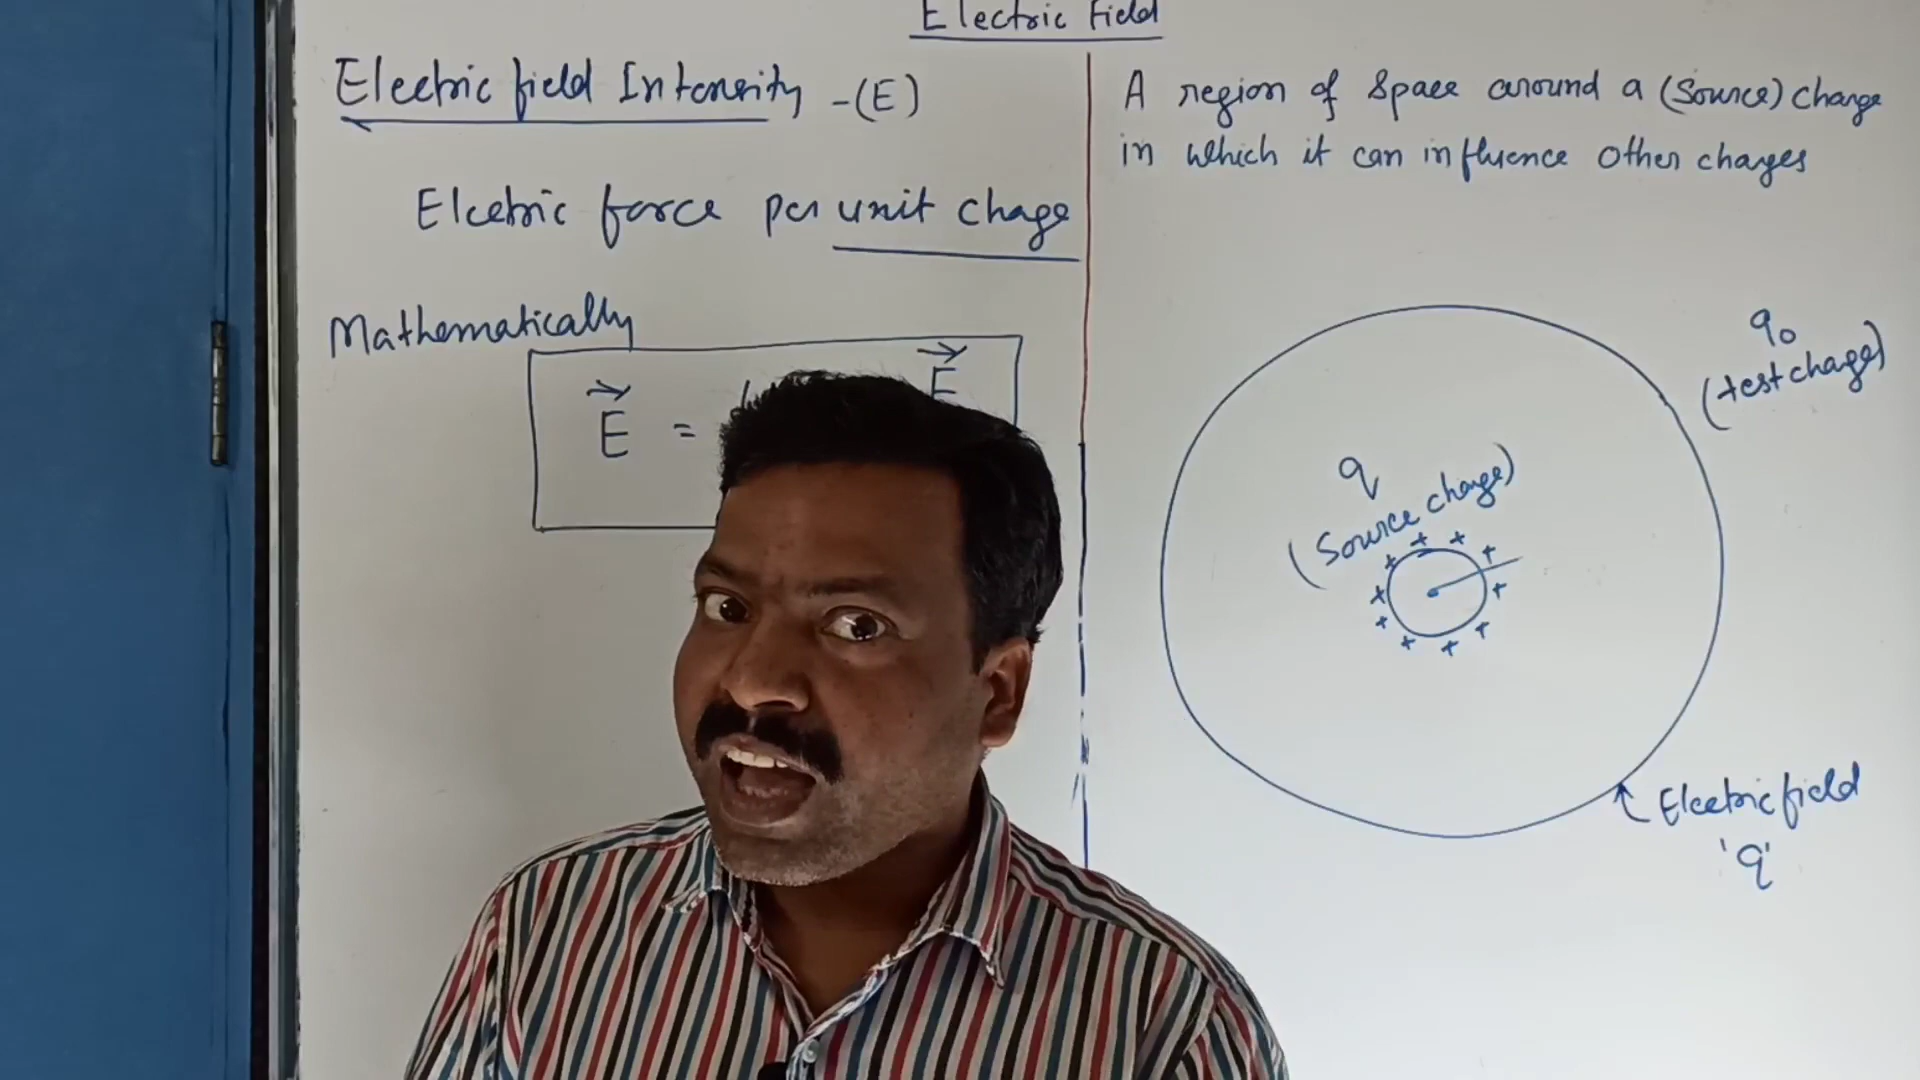 Electric Field
Electric field Intensity - (E)
Electric force per unit chage
Mathematically
E =
A region of space around a (Source) charge
in which it can influence other charges
q₀
(test charge)
q
(Source charge)
+ + + + + + + + + + +
Electric field
'q'